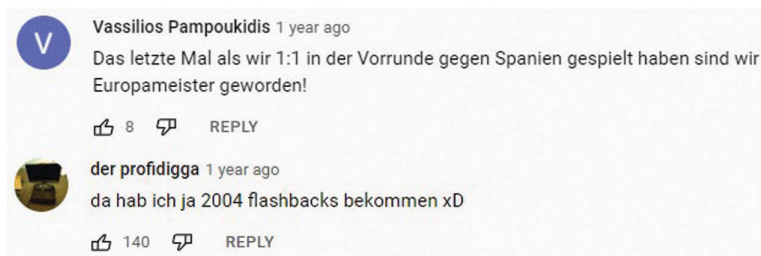 V
Vassilios Pampoukidis 1 year ago
Das letzte Mal als wir 1:1 in der Vorrunde gegen Spanien gespielt haben sind wir
Europameister geworden!
8 REPLY
der profidigga 1 year ago
da hab ich ja 2004 flashbacks bekommen xD
140 REPLY